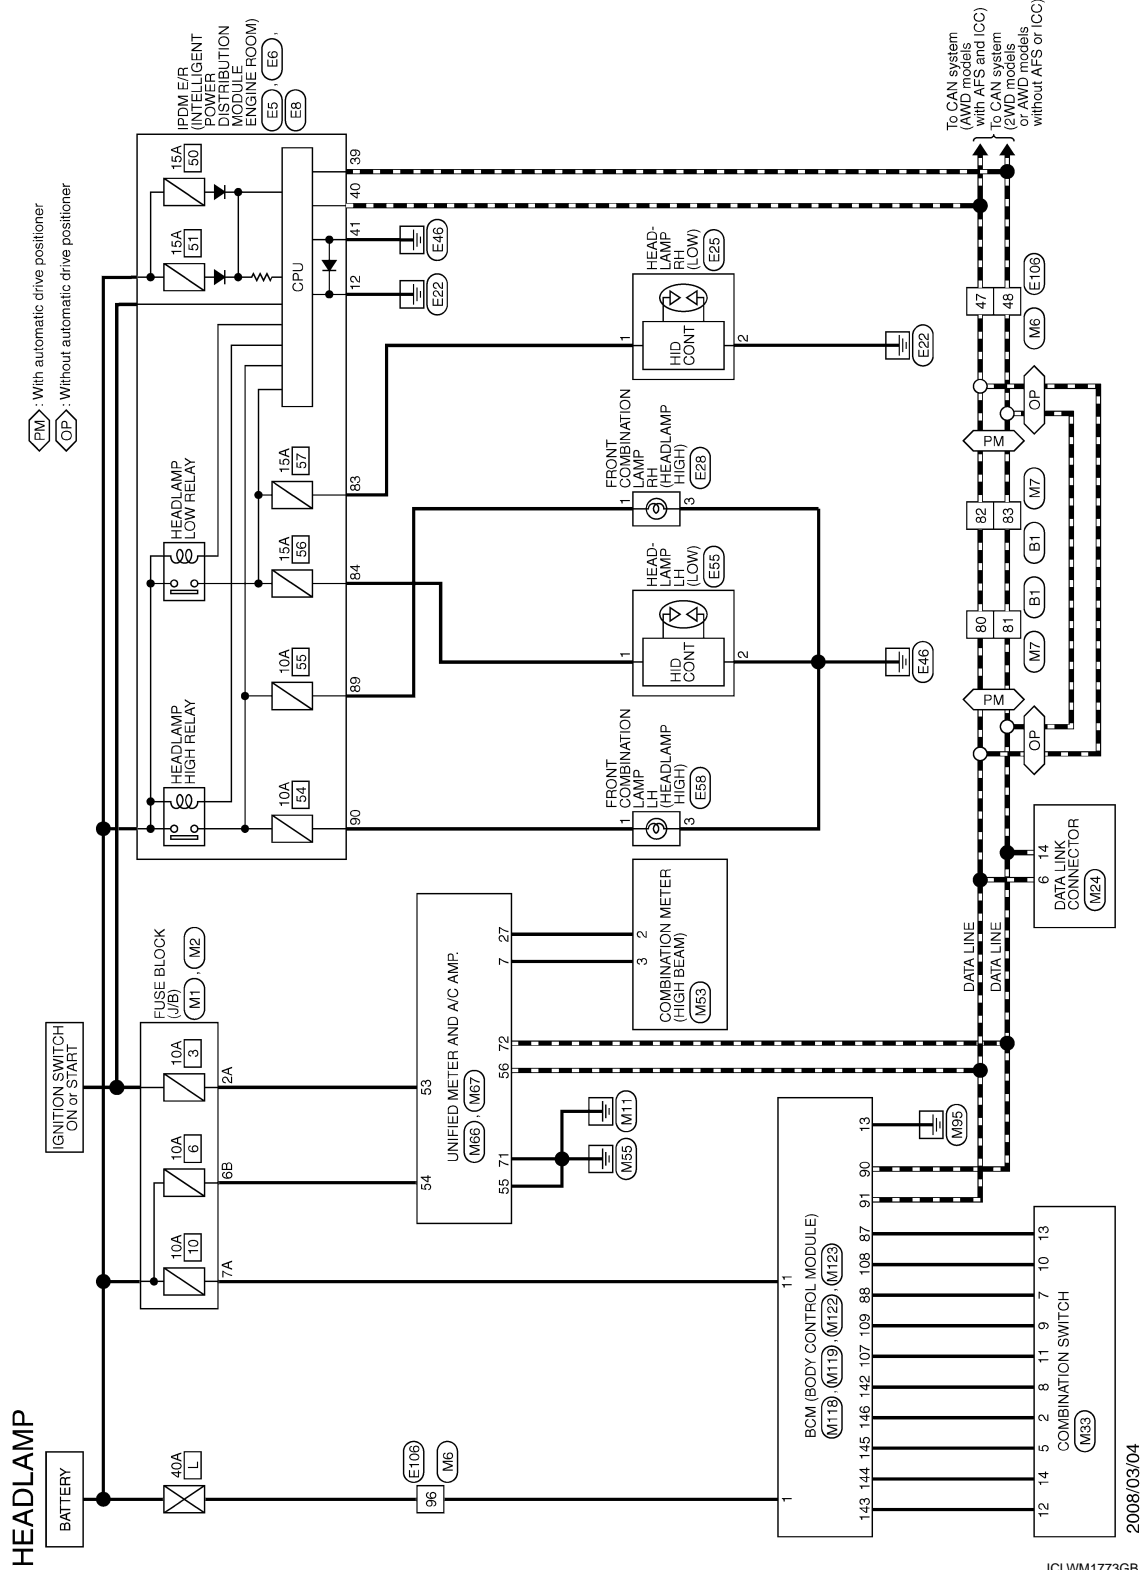 HEADLAMP
BATTERY
IGNITION SWITCH
ON or START
PM : With automatic drive positioner
OP : Without automatic drive positioner
40A
L
FUSE BLOCK
(J/B)
M1 , M2
10A
10
10A
6
10A
3
7A
6B
2A
E106
M6
96
IPDM E/R
(INTELLIGENT
POWER
DISTRIBUTION
MODULE
ENGINE ROOM)
E5 , E6 ,
E8
HEADLAMP
HIGH RELAY
HEADLAMP
LOW RELAY
15A
51
15A
50
10A
54
10A
55
15A
56
15A
57
CPU
90
89
84
83
12
41
40
39
E22
E46
UNIFIED METER AND A/C AMP.
M66 , M67
54
53
55
71
56
72
7
27
M55
M11
3
2
COMBINATION METER
(HIGH BEAM)
M53
FRONT
COMBINATION
LAMP
LH
(HEADLAMP
HIGH)
E58
1
3
HEAD-
LAMP
LH
(LOW)
E55
HID
CONT
1
2
FRONT
COMBINATION
LAMP
RH
(HEADLAMP
HIGH)
E28
1
3
HEAD-
LAMP
RH
(LOW)
E25
HID
CONT
1
2
E46
E22
BCM (BODY CONTROL MODULE)
M118 , M119 , M122 , M123
1
11
143
144
145
146
142
107
109
88
108
87
91
90
13
M95
12
14
5
2
8
11
9
7
10
13
COMBINATION SWITCH
M33
DATA LINE
DATA LINE
6
14
DATA LINK
CONNECTOR
M24
PM
OP
80
81
M7
B1
82
83
B1
M7
PM
OP
47
48
M6
E106
To CAN system
(AWD models
with AFS and ICC)
To CAN system
(2WD models
or AWD models
without AFS or ICC)
2008/03/04
JCLWM1773GB